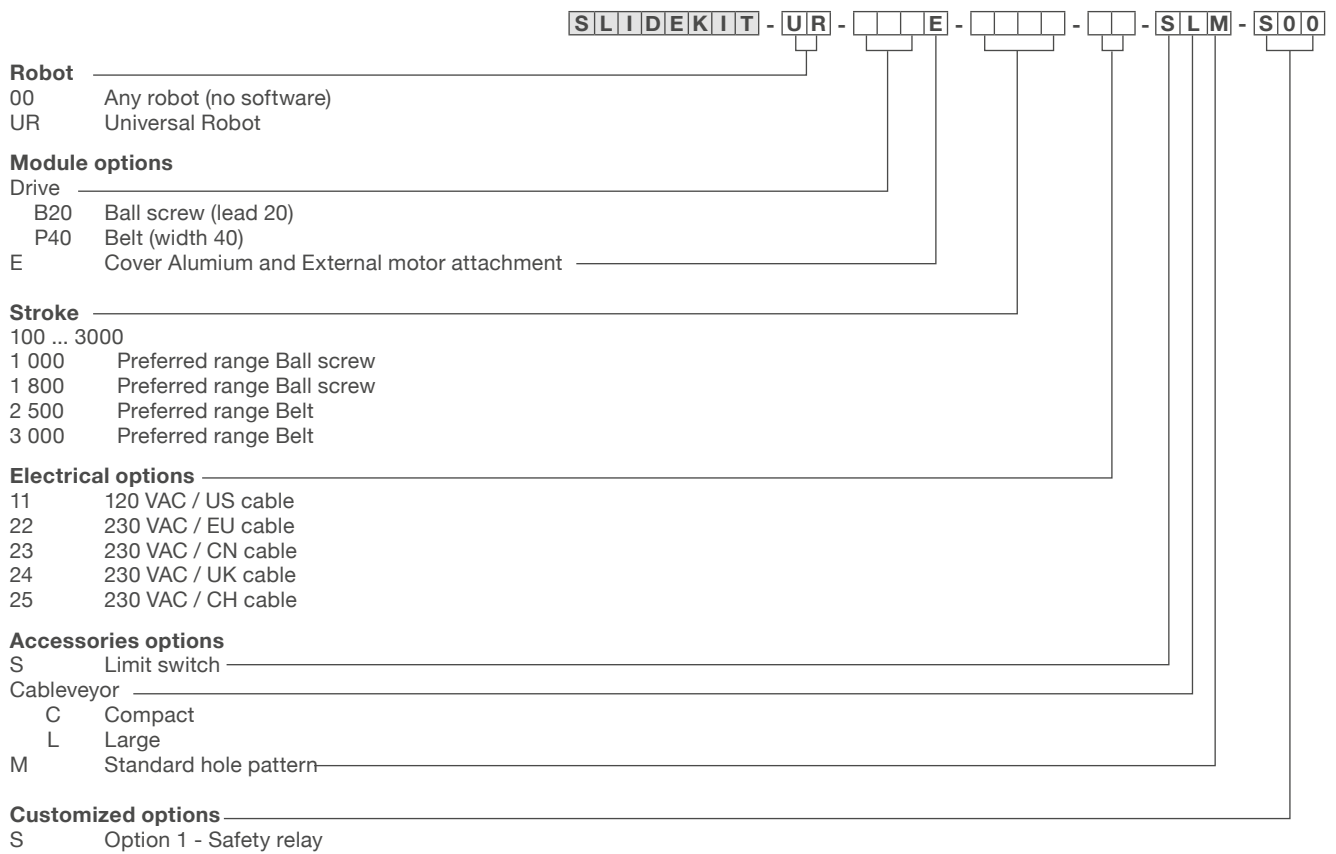 SLIDEKIT - UR - E - - - SLM - S00
Robot
00 Any robot (no software)
UR Universal Robot
Module options
Drive
B20 Ball screw (lead 20)
P40 Belt (width 40)
E Cover Alumium and External motor attachment
Stroke
100 ... 3000
1 000 Preferred range Ball screw
1 800 Preferred range Ball screw
2 500 Preferred range Belt
3 000 Preferred range Belt
Electrical options
11 120 VAC / US cable
22 230 VAC / EU cable
23 230 VAC / CN cable
24 230 VAC / UK cable
25 230 VAC / CH cable
Accessories options
S Limit switch
Cableveyor
C Compact
L Large
M Standard hole pattern
Customized options
S Option 1 - Safety relay